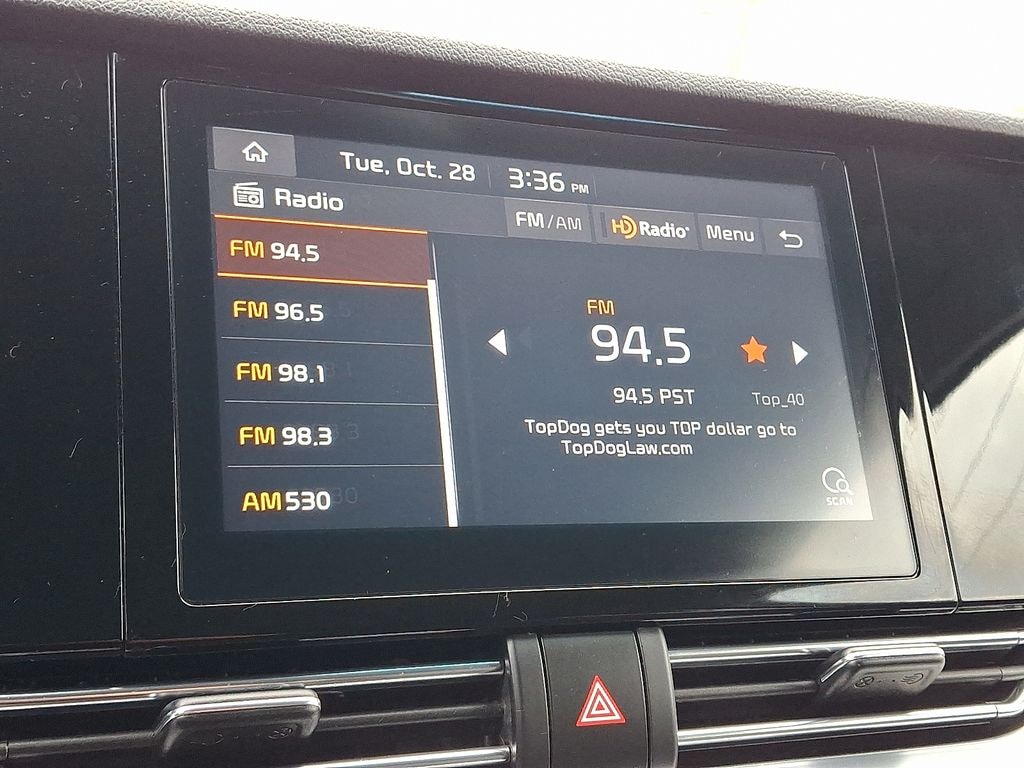 Tue, Oct. 28 3:36 PM
Radio
FM/AM HD Radio Menu
FM 94.5
FM 96.5
FM 98.1
FM 98.3
AM 530
FM
94.5
94.5 PST
Top_40
TopDog gets you TOP dollar go to
TopDogLaw.com
SCAN